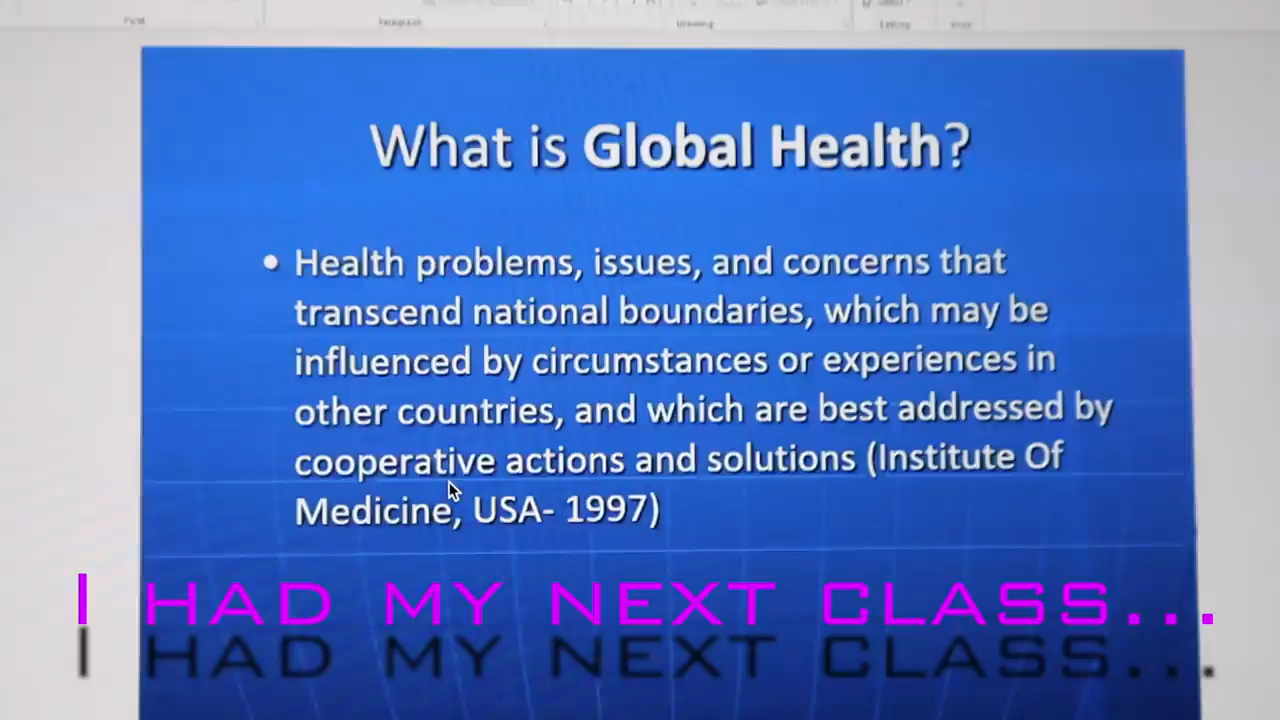 What is Global Health?
• Health problems, issues, and concerns that
transcend national boundaries, which may be
influenced by circumstances or experiences in
other countries, and which are best addressed by
cooperative actions and solutions (Institute Of
Medicine, USA- 1997)
I HAD MY NEXT CLASS...